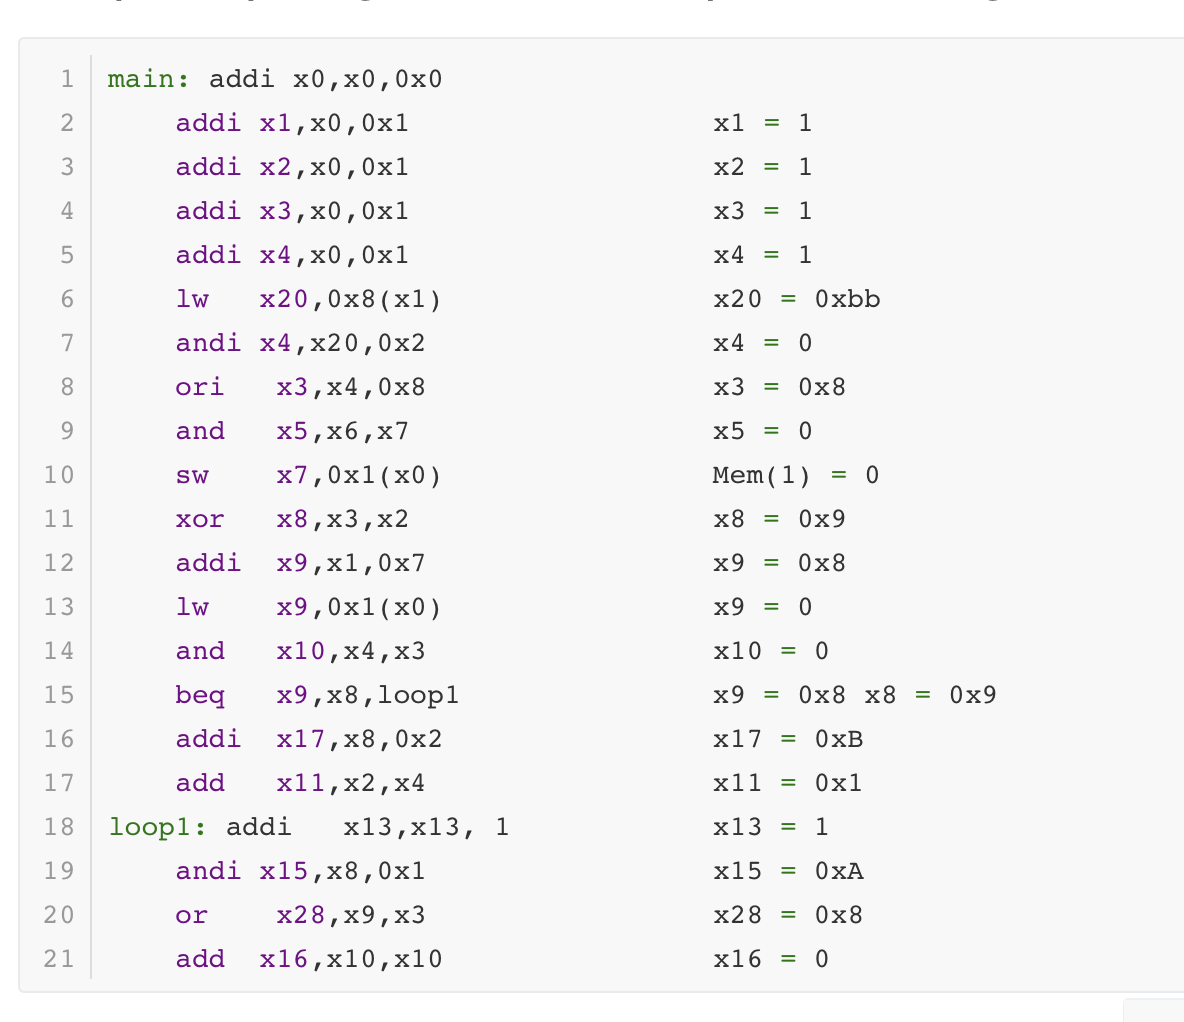 1 main: addi x0,x0,0x0
2 addi x1,x0,0x1 x1 = 1
3 addi x2,x0,0x1 x2 = 1
4 addi x3,x0,0x1 x3 = 1
5 addi x4,x0,0x1 x4 = 1
6 lw x20,0x8(x1) x20 = 0xbb
7 andi x4,x20,0x2 x4 = 0
8 ori x3,x4,0x8 x3 = 0x8
9 and x5,x6,x7 x5 = 0
10 sw x7,0x1(x0) Mem(1) = 0
11 xor x8,x3,x2 x8 = 0x9
12 addi x9,x1,0x7 x9 = 0x8
13 lw x9,0x1(x0) x9 = 0
14 and x10,x4,x3 x10 = 0
15 beq x9,x8,loop1 x9 = 0x8 x8 = 0x9
16 addi x17,x8,0x2 x17 = 0xB
17 add x11,x2,x4 x11 = 0x1
18 loop1: addi x13,x13, 1 x13 = 1
19 andi x15,x8,0x1 x15 = 0xA
20 or x28,x9,x3 x28 = 0x8
21 add x16,x10,x10 x16 = 0